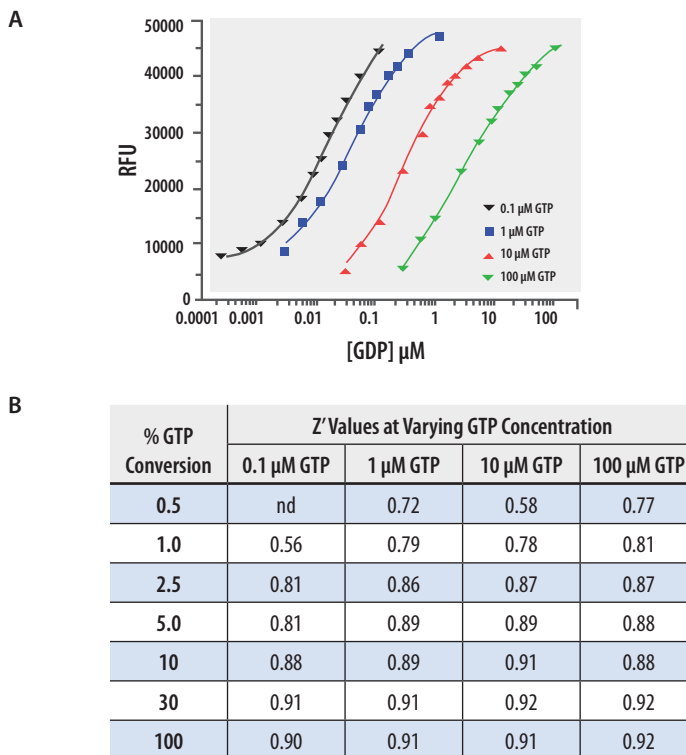 A
50000
40000
30000
20000
10000
0
RFU
0.1 µM GTP
1 µM GTP
10 µM GTP
100 µM GTP
0.0001 0.001 0.01 0.1 1 10 100
[GDP] µM
B
% GTP Conversion Z’ Values at Varying GTP Concentration
0.1 µM GTP 1 µM GTP 10 µM GTP 100 µM GTP
0.5 nd 0.72 0.58 0.77
1.0 0.56 0.79 0.78 0.81
2.5 0.81 0.86 0.87 0.87
5.0 0.81 0.89 0.89 0.88
10 0.88 0.89 0.91 0.88
30 0.91 0.91 0.92 0.92
100 0.90 0.91 0.91 0.92